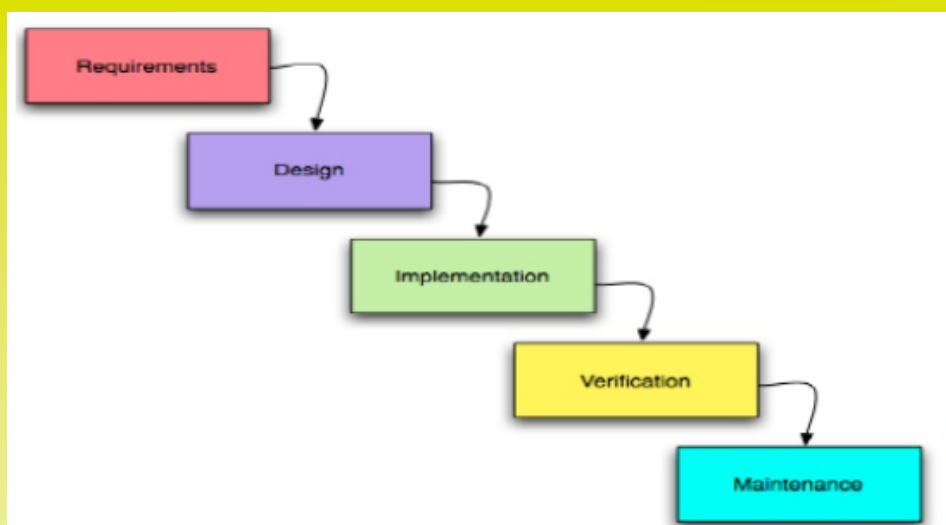 Requirements
Design
Implementation
Verification
Maintenance